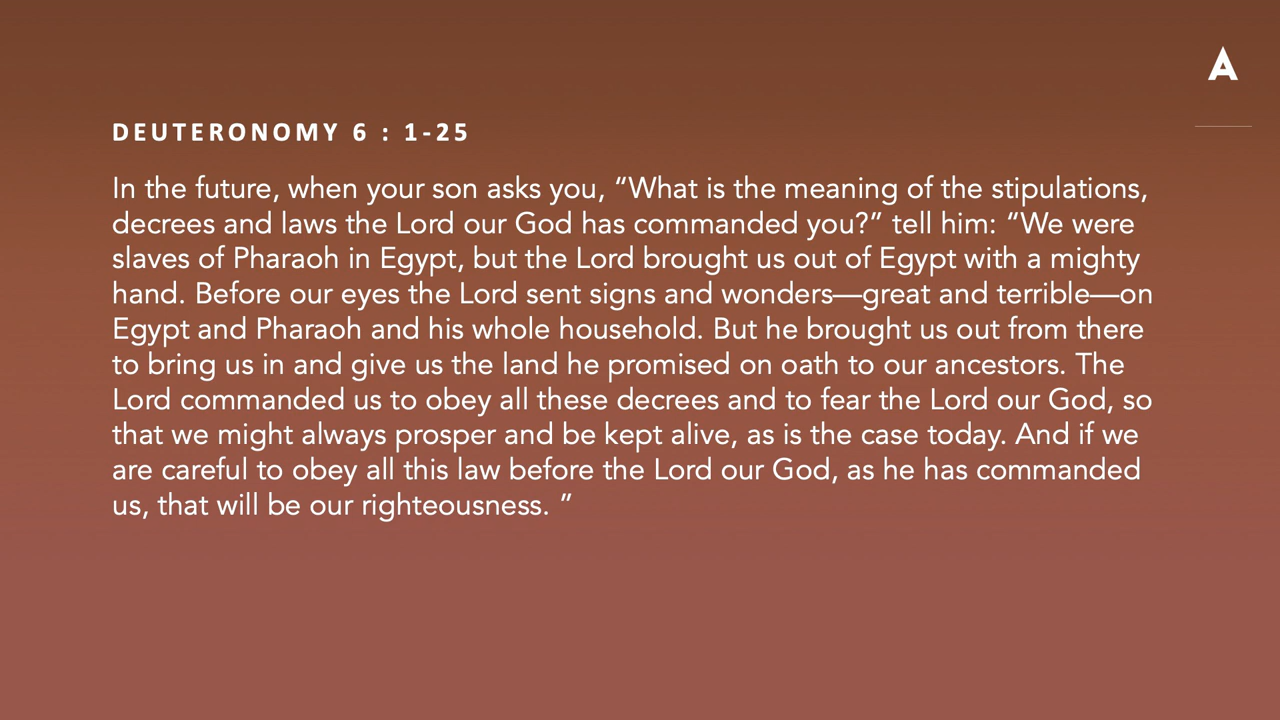 A
DEUTERONOMY 6 : 1-25
In the future, when your son asks you, “What is the meaning of the stipulations,
decrees and laws the Lord our God has commanded you?” tell him: “We were
slaves of Pharaoh in Egypt, but the Lord brought us out of Egypt with a mighty
hand. Before our eyes the Lord sent signs and wonders—great and terrible—on
Egypt and Pharaoh and his whole household. But he brought us out from there
to bring us in and give us the land he promised on oath to our ancestors. The
Lord commanded us to obey all these decrees and to fear the Lord our God, so
that we might always prosper and be kept alive, as is the case today. And if we
are careful to obey all this law before the Lord our God, as he has commanded
us, that will be our righteousness. ”